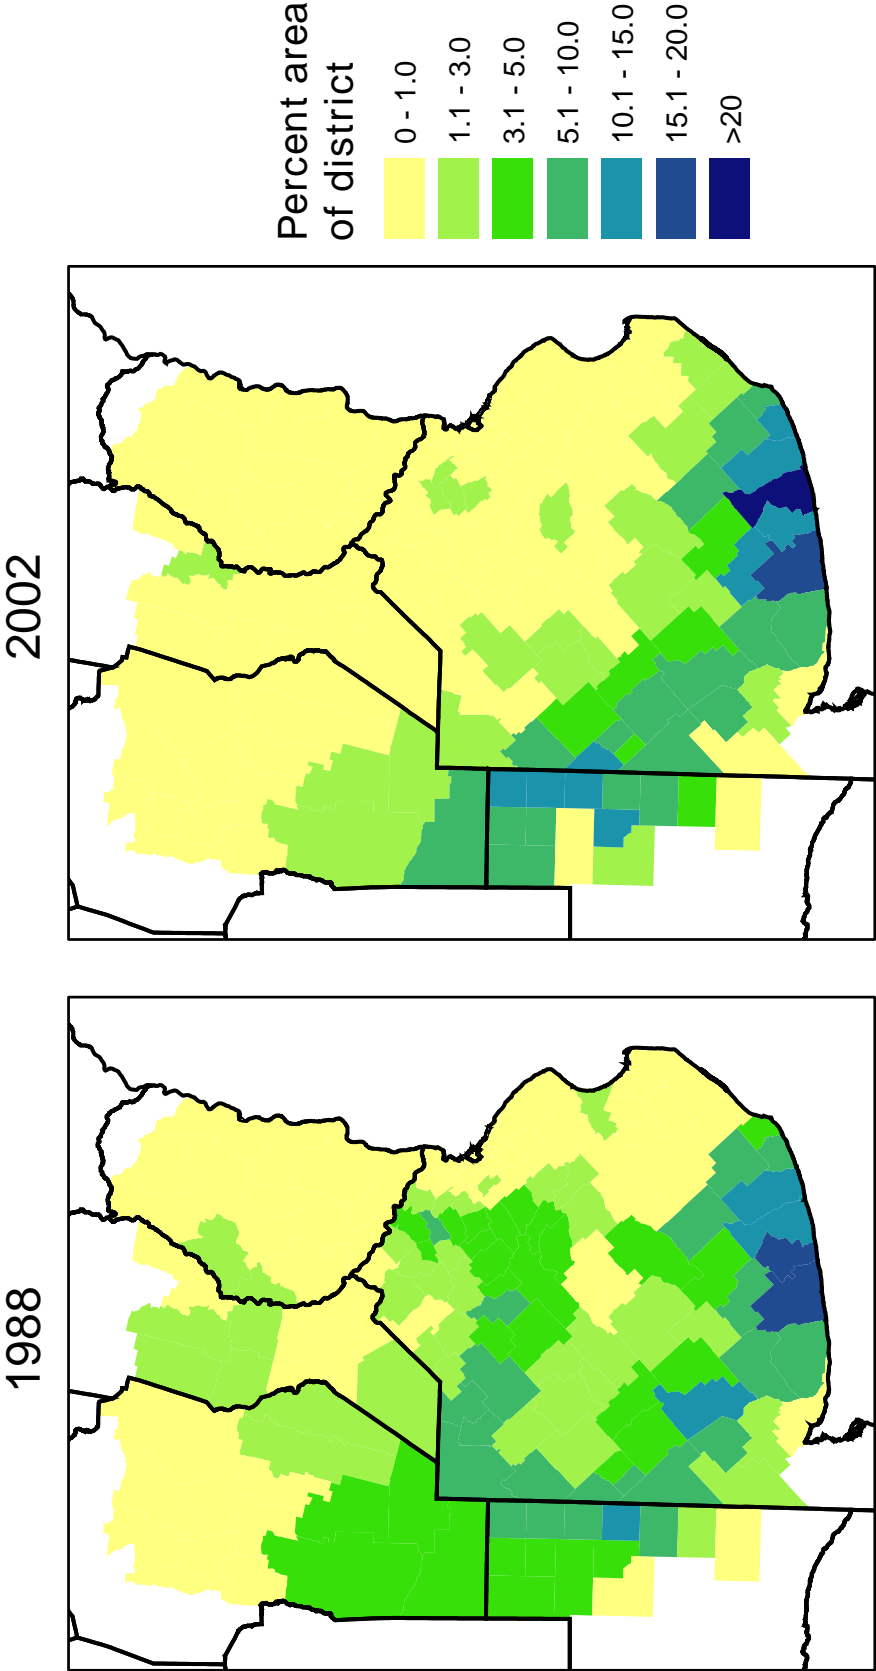 1988
2002
Percent area
of district
0 - 1.0
1.1 - 3.0
3.1 - 5.0
5.1 - 10.0
10.1 - 15.0
15.1 - 20.0
>20